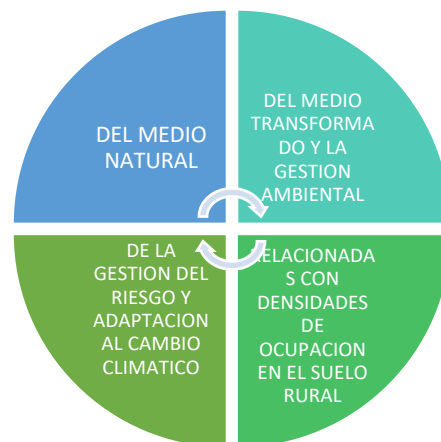 DEL MEDIO
NATURAL
DEL MEDIO
TRANSFORMA
DO Y LA
GESTION
AMBIENTAL
DE LA
GESTION DEL
RIESGO Y
ADAPTACION
AL CAMBIO
CLIMATICO
RELACIONADA
S CON
DENSIDADES
DE
OCUPACION
EN EL SUELO
RURAL